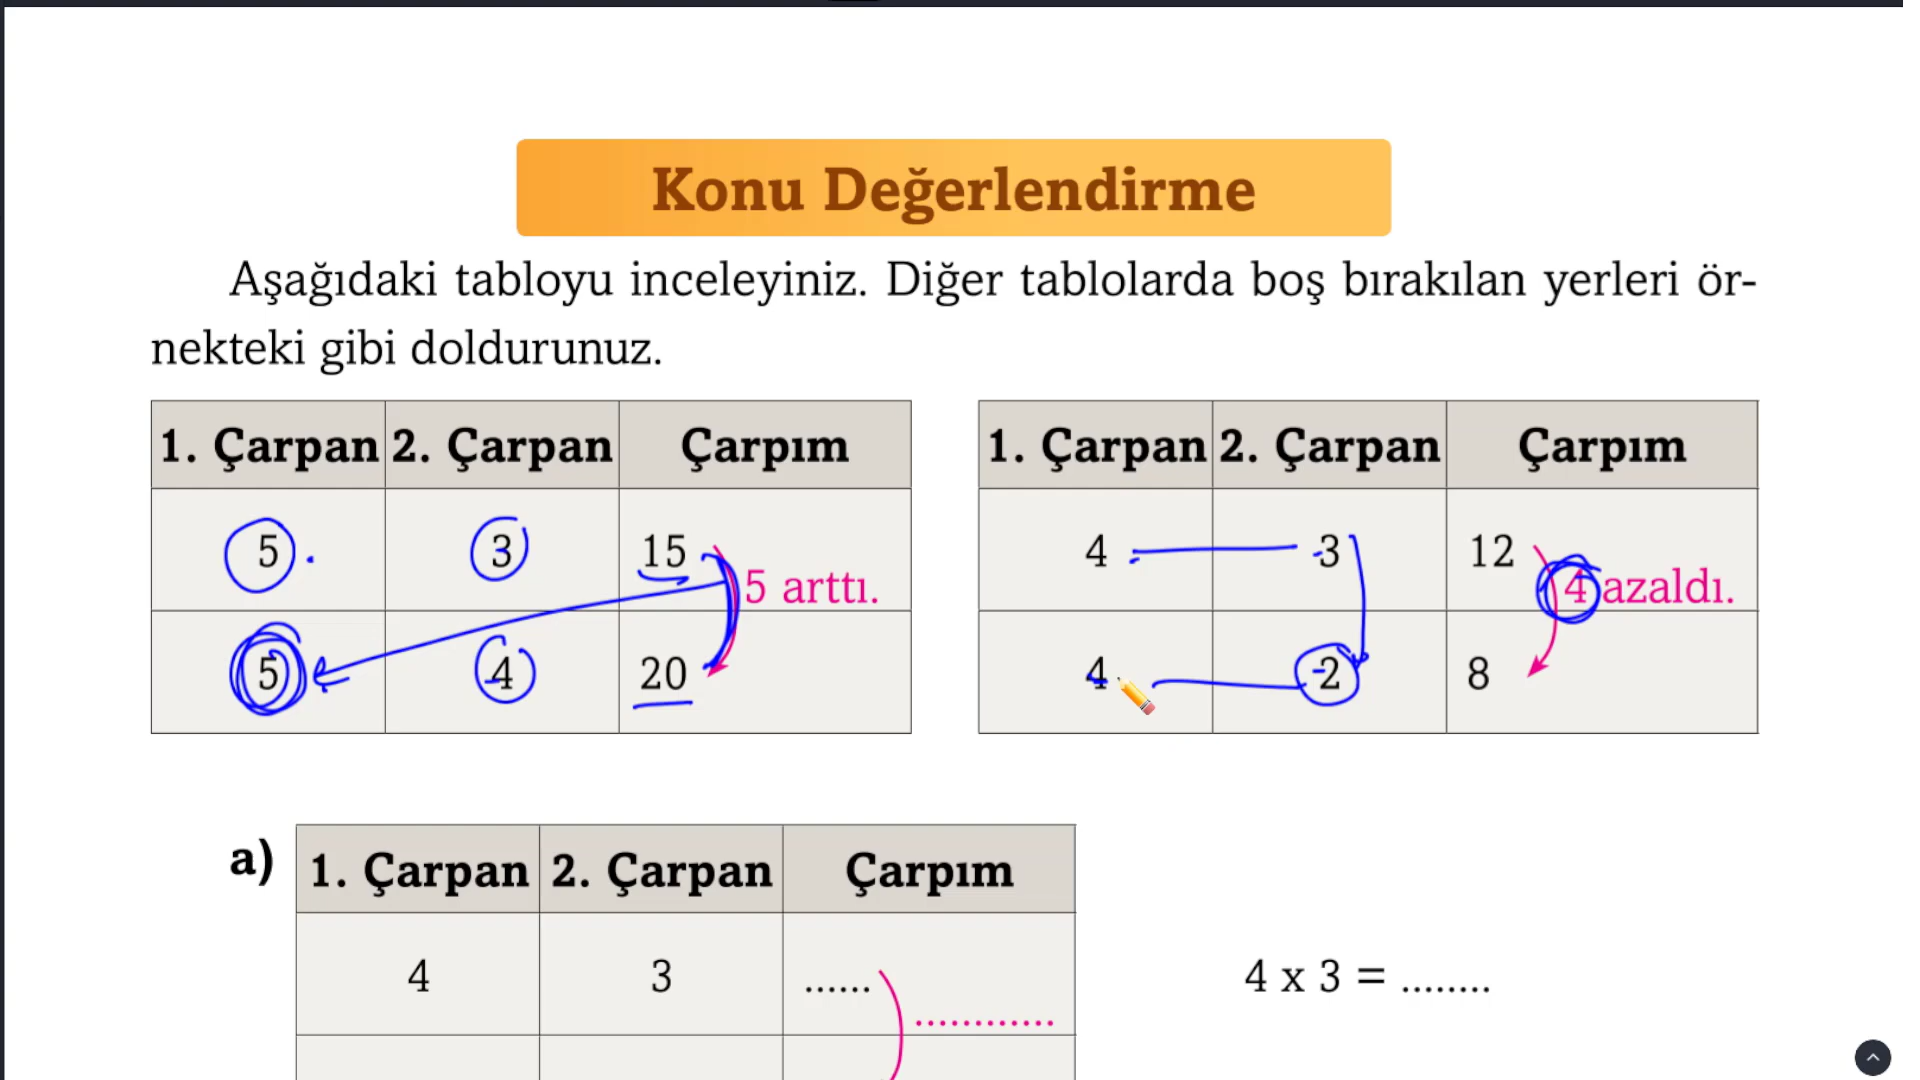 Konu Değerlendirme
Aşağıdaki tabloyu inceleyiniz. Diğer tablolarda boş bırakılan yerleri ör-
nekteki gibi doldurunuz.
1. Çarpan 2. Çarpan Çarpım
5 3 15
5 arttı.
5 4 20
1. Çarpan 2. Çarpan Çarpım
4 3 12
4 azaldı.
4 2 8
a)
1. Çarpan 2. Çarpan Çarpım
4 3 ......
............
4 x 3 = ........